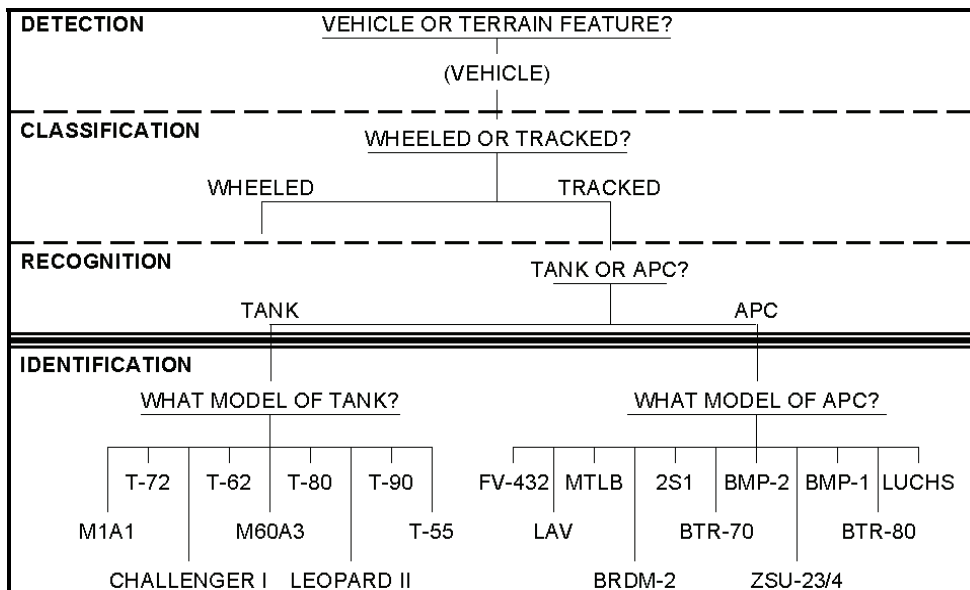 DETECTION
VEHICLE OR TERRAIN FEATURE?
(VEHICLE)
CLASSIFICATION
WHEELED OR TRACKED?
WHEELED
TRACKED
RECOGNITION
TANK OR APC?
TANK
APC
IDENTIFICATION
WHAT MODEL OF TANK?
T-72 T-62 T-80 T-90
M1A1 M60A3 T-55
CHALLENGER I LEOPARD II
WHAT MODEL OF APC?
FV-432 MTLB 2S1 BMP-2 BMP-1 LUCHS
LAV BTR-70 BTR-80
BRDM-2 ZSU-23/4